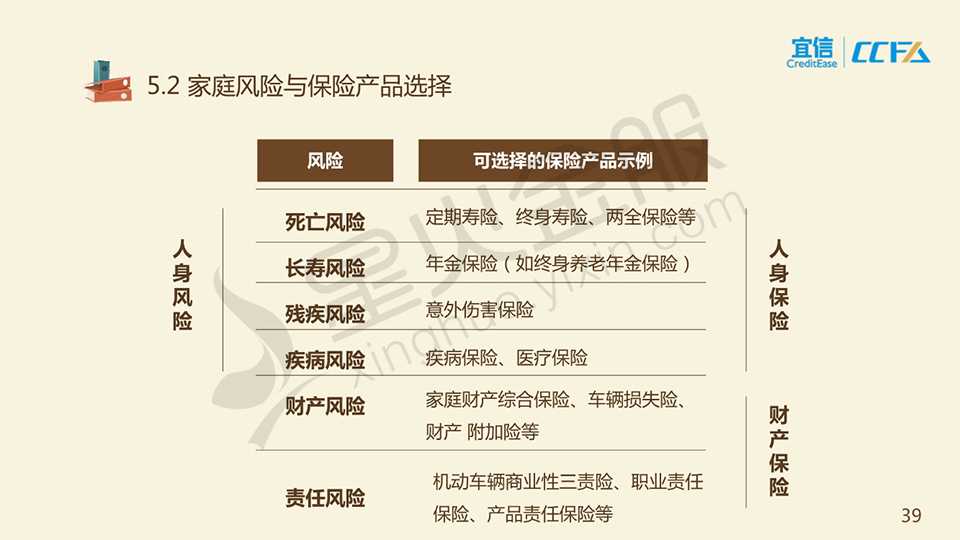 宜信
CreditEase
CCFA
5.2 家庭风险与保险产品选择
风险
可选择的保险产品示例
人身风险
死亡风险
定期寿险、终身寿险、两全保险等
长寿风险
年金保险（如终身养老年金保险）
残疾风险
意外伤害保险
疾病风险
疾病保险、医疗保险
人身保险
财产风险
家庭财产综合保险、车辆损失险、
财产 附加险等
责任风险
机动车辆商业性三责险、职业责任
保险、产品责任保险等
财产保险
星火金服
xinghuo.yixin.com
39